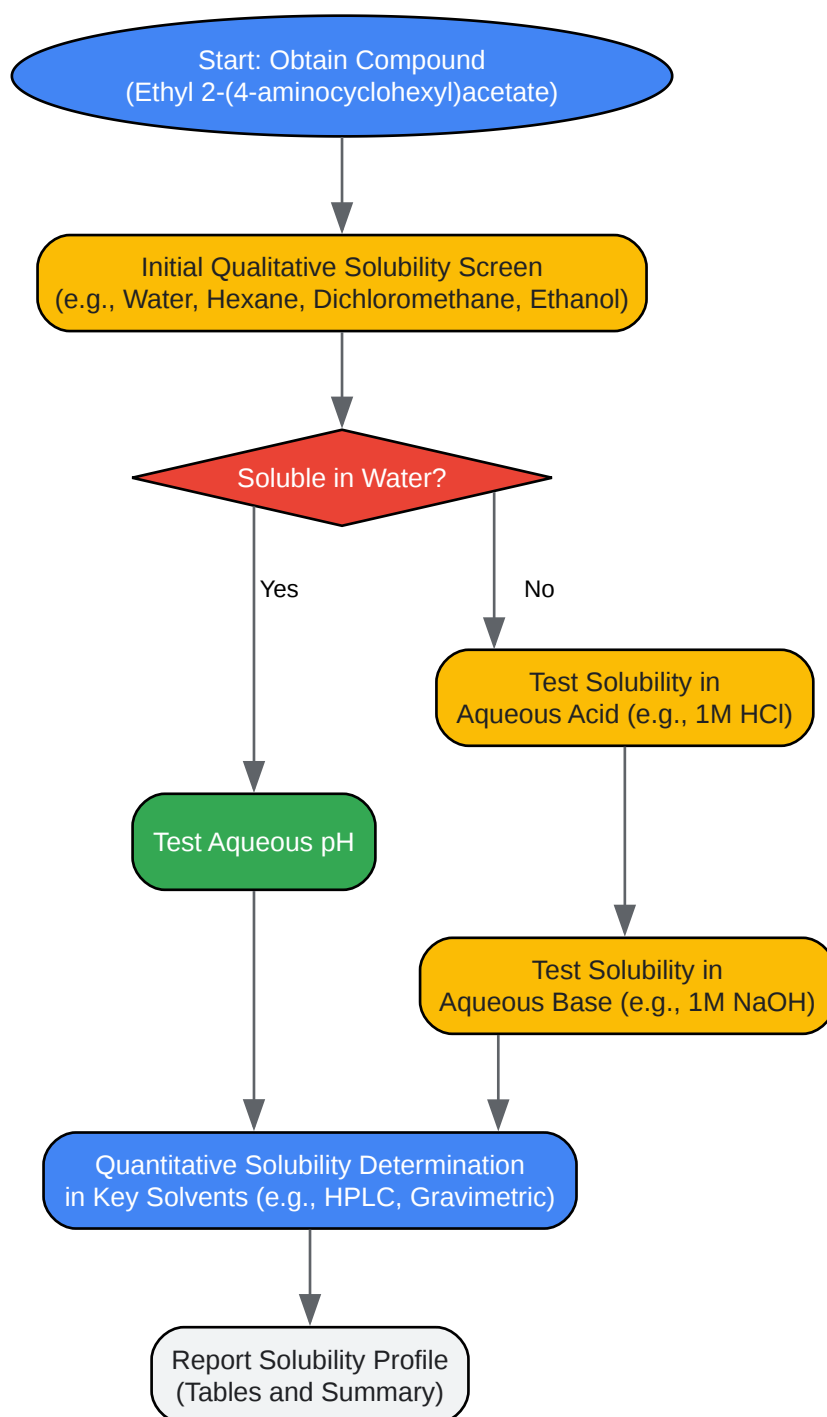 Start: Obtain Compound
(Ethyl 2-(4-aminocyclohexyl)acetate)
Initial Qualitative Solubility Screen
(e.g., Water, Hexane, Dichloromethane, Ethanol)
Soluble in Water?
Yes
No
Test Solubility in
Aqueous Acid (e.g., 1M HCl)
Test Aqueous pH
Test Solubility in
Aqueous Base (e.g., 1M NaOH)
Quantitative Solubility Determination
in Key Solvents (e.g., HPLC, Gravimetric)
Report Solubility Profile
(Tables and Summary)